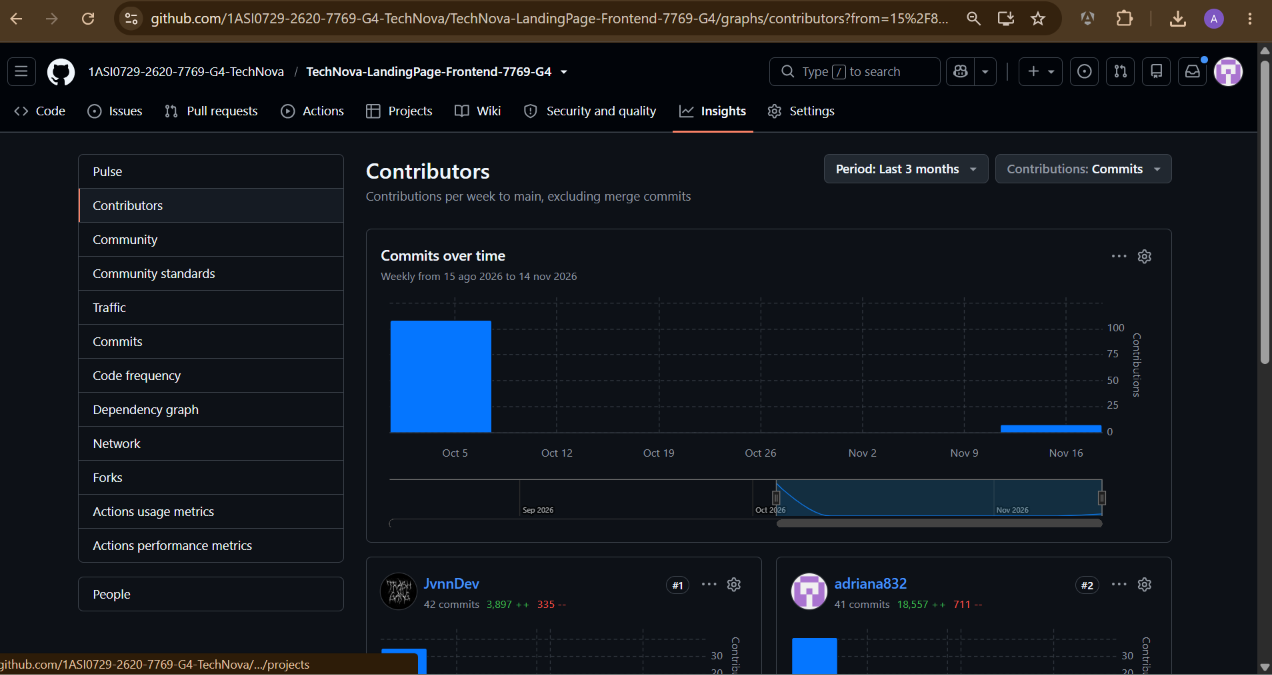 github.com/1ASI0729-2620-7769-G4-TechNova/TechNova-LandingPage-Frontend-7769-G4/graphs/contributors?from=15%2F8...
A
1ASI0729-2620-7769-G4-TechNova / TechNova-LandingPage-Frontend-7769-G4
Type / to search
Code Issues Pull requests Actions Projects Wiki Security and quality Insights Settings
Pulse
Contributors
Community
Community standards
Traffic
Commits
Code frequency
Dependency graph
Network
Forks
Actions usage metrics
Actions performance metrics
People
Contributors
Contributions per week to main, excluding merge commits
Period: Last 3 months
Contributions: Commits
Commits over time
Weekly from 15 ago 2026 to 14 nov 2026
100
75
50
25
0
Contributions
Oct 5 Oct 12 Oct 19 Oct 26 Nov 2 Nov 9 Nov 16
Sep 2026 Oct 2026 Nov 2026
JvnnDev
#1
42 commits 3,897 ++ 335 --
30
20
Contrib
adriana832
#2
41 commits 18,557 ++ 711 --
30
20
Contrib
github.com/1ASI0729-2620-7769-G4-TechNova/.../projects